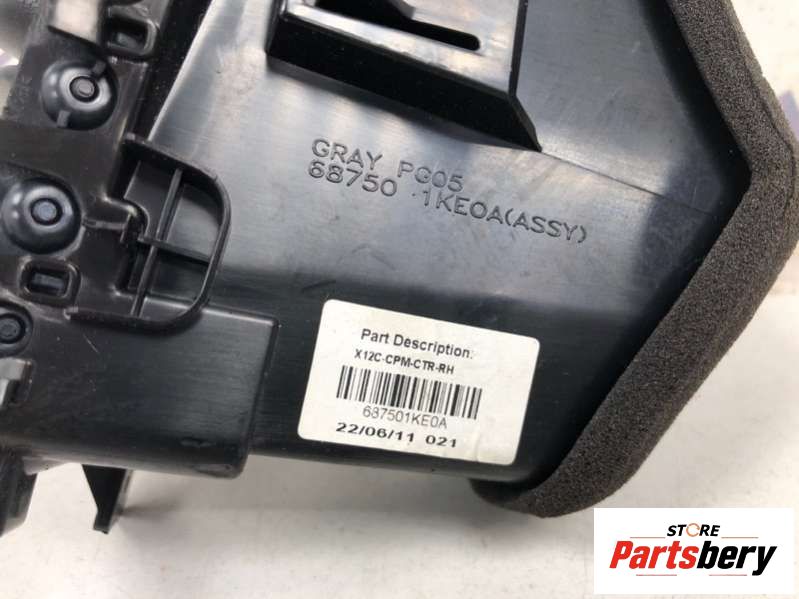 GRAY PG05
68750 1KE0A(ASSY)
Part Description:
X12C-CPM-CTR-RH
687501KE0A
22/06/11 021
STORE
Partsbery